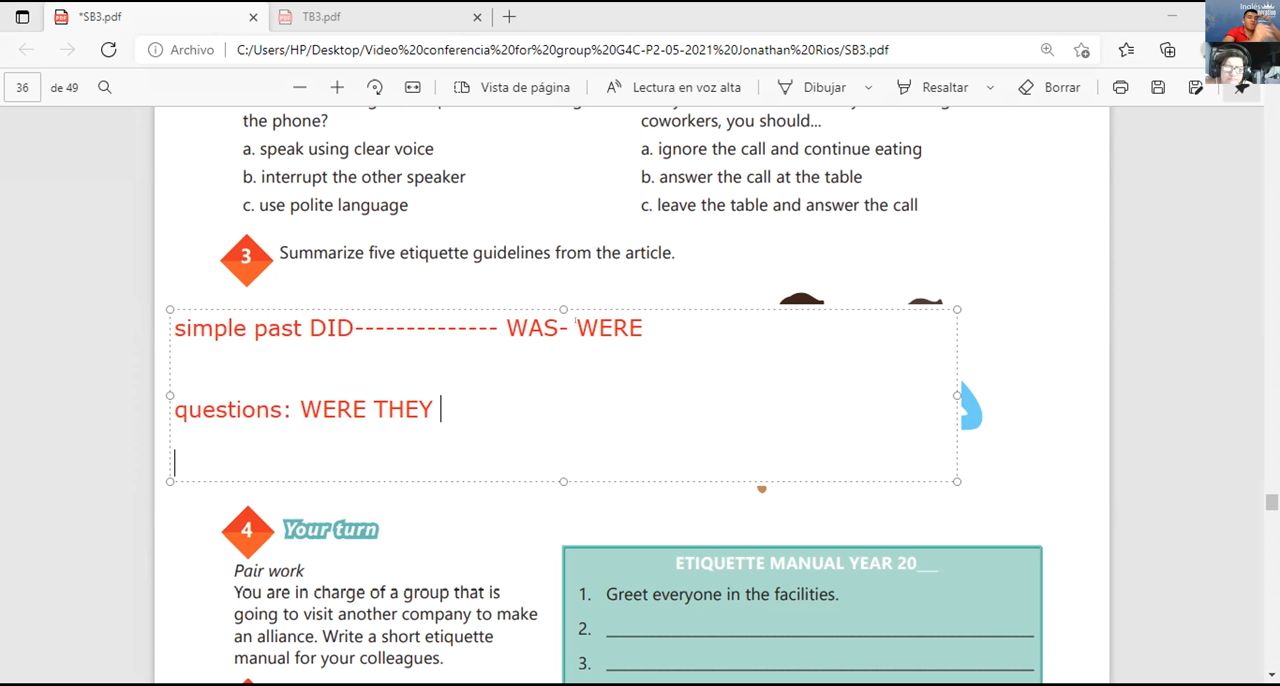 *SB3.pdf
TB3.pdf
Inglés
Archivo
C:/Users/HP/Desktop/Video%20conferencia%20for%20group%20G4C-P2-05-2021%20Jonathan%20Rios/SB3.pdf
36 de 49
Vista de página
Lectura en voz alta
Dibujar
Resaltar
Borrar
the phone?
a. speak using clear voice
b. interrupt the other speaker
c. use polite language
coworkers, you should...
a. ignore the call and continue eating
b. answer the call at the table
c. leave the table and answer the call
3 Summarize five etiquette guidelines from the article.
simple past DID-------------- WAS- WERE
questions: WERE THEY
4 Your turn
Pair work
You are in charge of a group that is
going to visit another company to make
an alliance. Write a short etiquette
manual for your colleagues.
ETIQUETTE MANUAL YEAR 20__
1. Greet everyone in the facilities.
2.
3.